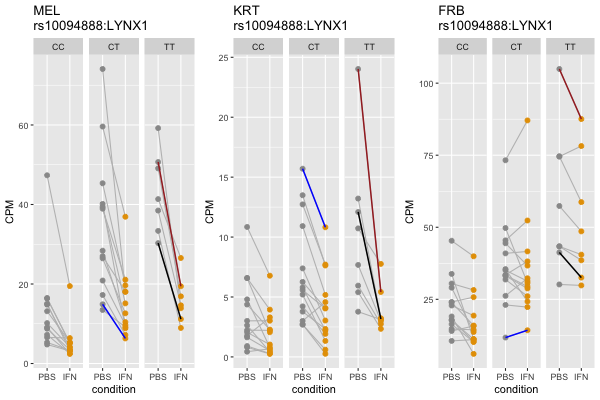 MEL
rs10094888:LYNX1
CC CT TT
CPM
60
40
20
0
PBS IFN PBS IFN PBS IFN
condition
KRT
rs10094888:LYNX1
CC CT TT
CPM
25
20
15
10
5
0
PBS IFN PBS IFN PBS IFN
condition
FRB
rs10094888:LYNX1
CC CT TT
CPM
100
75
50
25
PBS IFN PBS IFN PBS IFN
condition